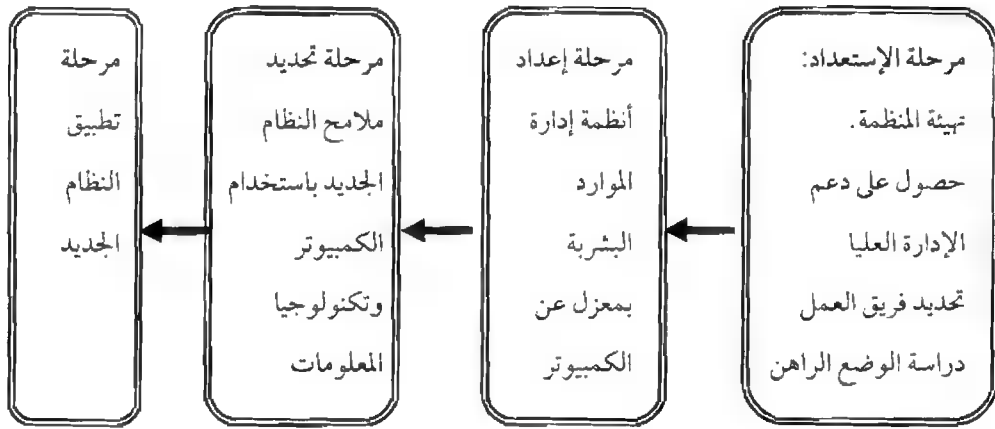 مرحلة الإستعداد:
تهيئة المنظمة.
حصول على دعم
الإدارة العليا
تحديد فريق العمل
دراسة الوضع الراهن
مرحلة إعداد
أنظمة إدارة
الموارد
البشربة
بمعزل عن
الكمبيوتر
مرحلة تحديد
ملامح النظام
الجديد باستخدام
الكمبيوتر
وتكنولوجيا
المعلومات
مرحلة
تطبيق
النظام
الجديد